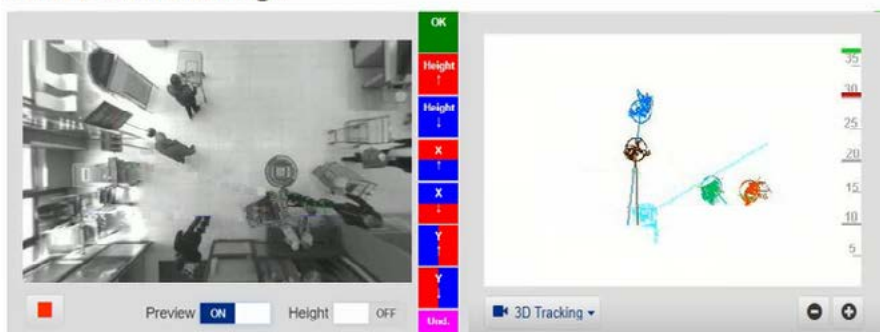 OK
Height
↑
Height
↓
X
↑
X
↓
Y
↑
Y
↓
Und.
Preview ON
Height OFF
35
30
25
20
15
10
5
3D Tracking